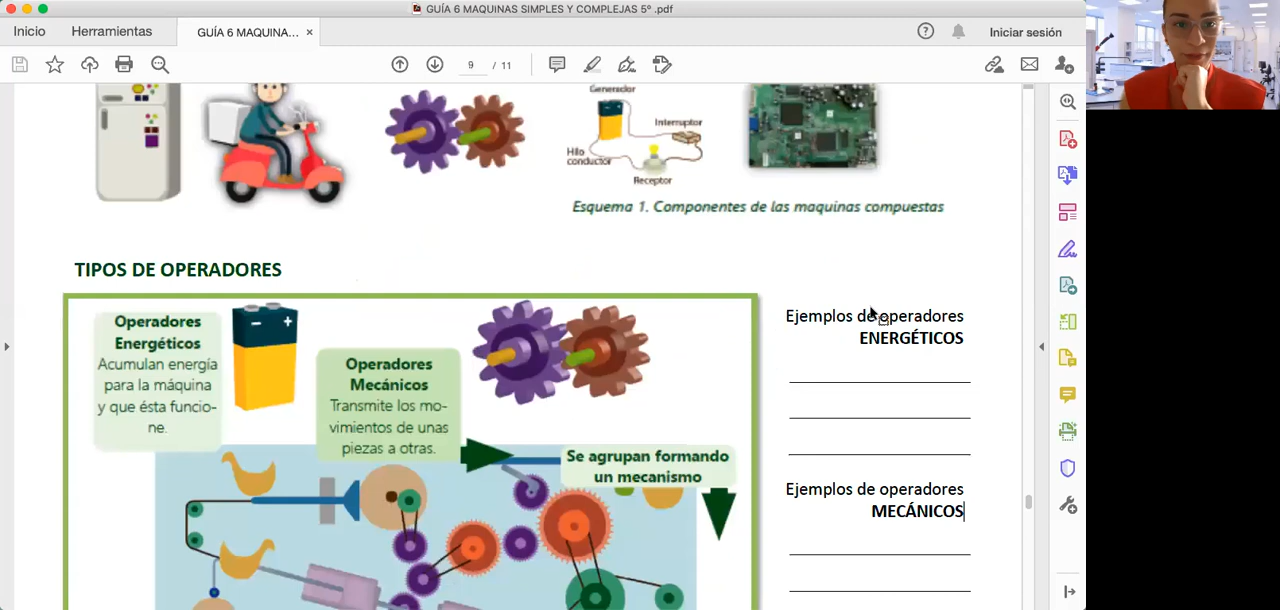 GUÍA 6 MAQUINAS SIMPLES Y COMPLEJAS 5º .pdf
Inicio
Herramientas
GUÍA 6 MAQUINA... ×
Iniciar sesión
9 / 11
Generador
Interruptor
Hilo
conductor
Receptor
Esquema 1. Componentes de las maquinas compuestas
TIPOS DE OPERADORES
Operadores
Energéticos
Acumulan energía
para la máquina
y que ésta funcio-
ne.
Operadores
Mecánicos
Transmite los mo-
vimientos de unas
piezas a otras.
Se agrupan formando
un mecanismo
Ejemplos de operadores
ENERGÉTICOS
Ejemplos de operadores
MECÁNICOS